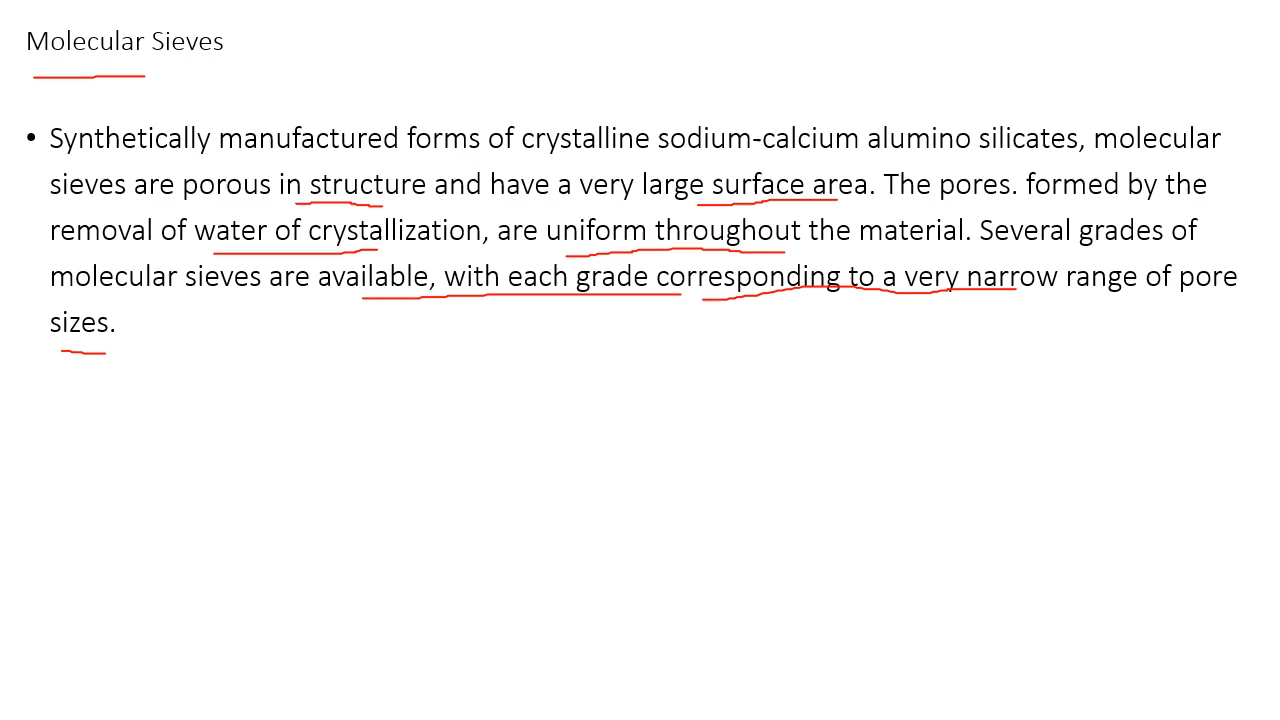 Molecular Sieves
• Synthetically manufactured forms of crystalline sodium-calcium alumino silicates, molecular
sieves are porous in structure and have a very large surface area. The pores. formed by the
removal of water of crystallization, are uniform throughout the material. Several grades of
molecular sieves are available, with each grade corresponding to a very narrow range of pore
sizes.